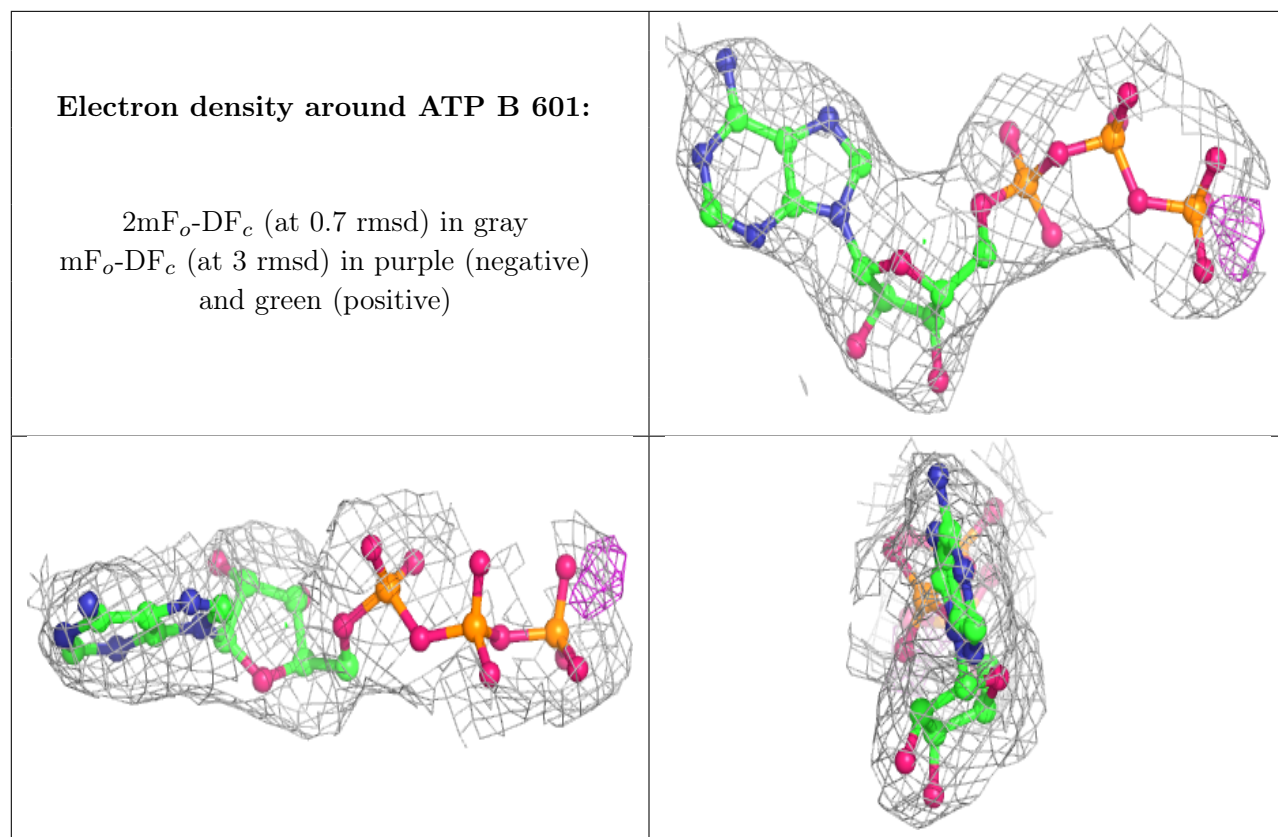 Electron density around ATP B 601:
2mFo-DFc (at 0.7 rmsd) in gray
mFo-DFc (at 3 rmsd) in purple (negative)
and green (positive)